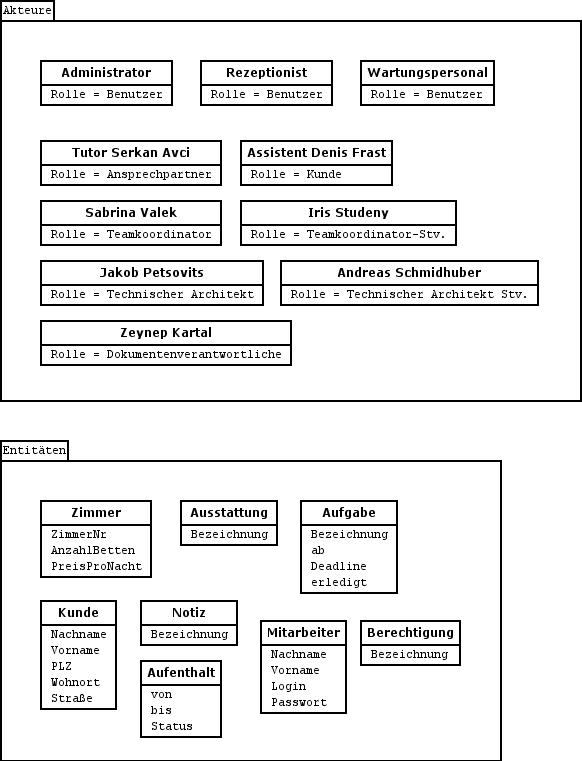 Akteure
Administrator
Rolle = Benutzer
Rezeptionist
Rolle = Benutzer
Wartungspersonal
Rolle = Benutzer
Tutor Serkan Avci
Rolle = Ansprechpartner
Assistent Denis Frast
Rolle = Kunde
Sabrina Valek
Rolle = Teamkoordinator
Iris Studeny
Rolle = Teamkoordinator-Stv.
Jakob Petsovits
Rolle = Technischer Architekt
Andreas Schmidhuber
Rolle = Technischer Architekt Stv.
Zeynep Kartal
Rolle = Dokumentenverantwortliche
Entitäten
Zimmer
ZimmerNr
AnzahlBetten
PreisProNacht
Ausstattung
Bezeichnung
Aufgabe
Bezeichnung
ab
Deadline
erledigt
Kunde
Nachname
Vorname
PLZ
Wohnort
Straße
Notiz
Bezeichnung
Aufenthalt
von
bis
Status
Mitarbeiter
Nachname
Vorname
Login
Passwort
Berechtigung
Bezeichnung